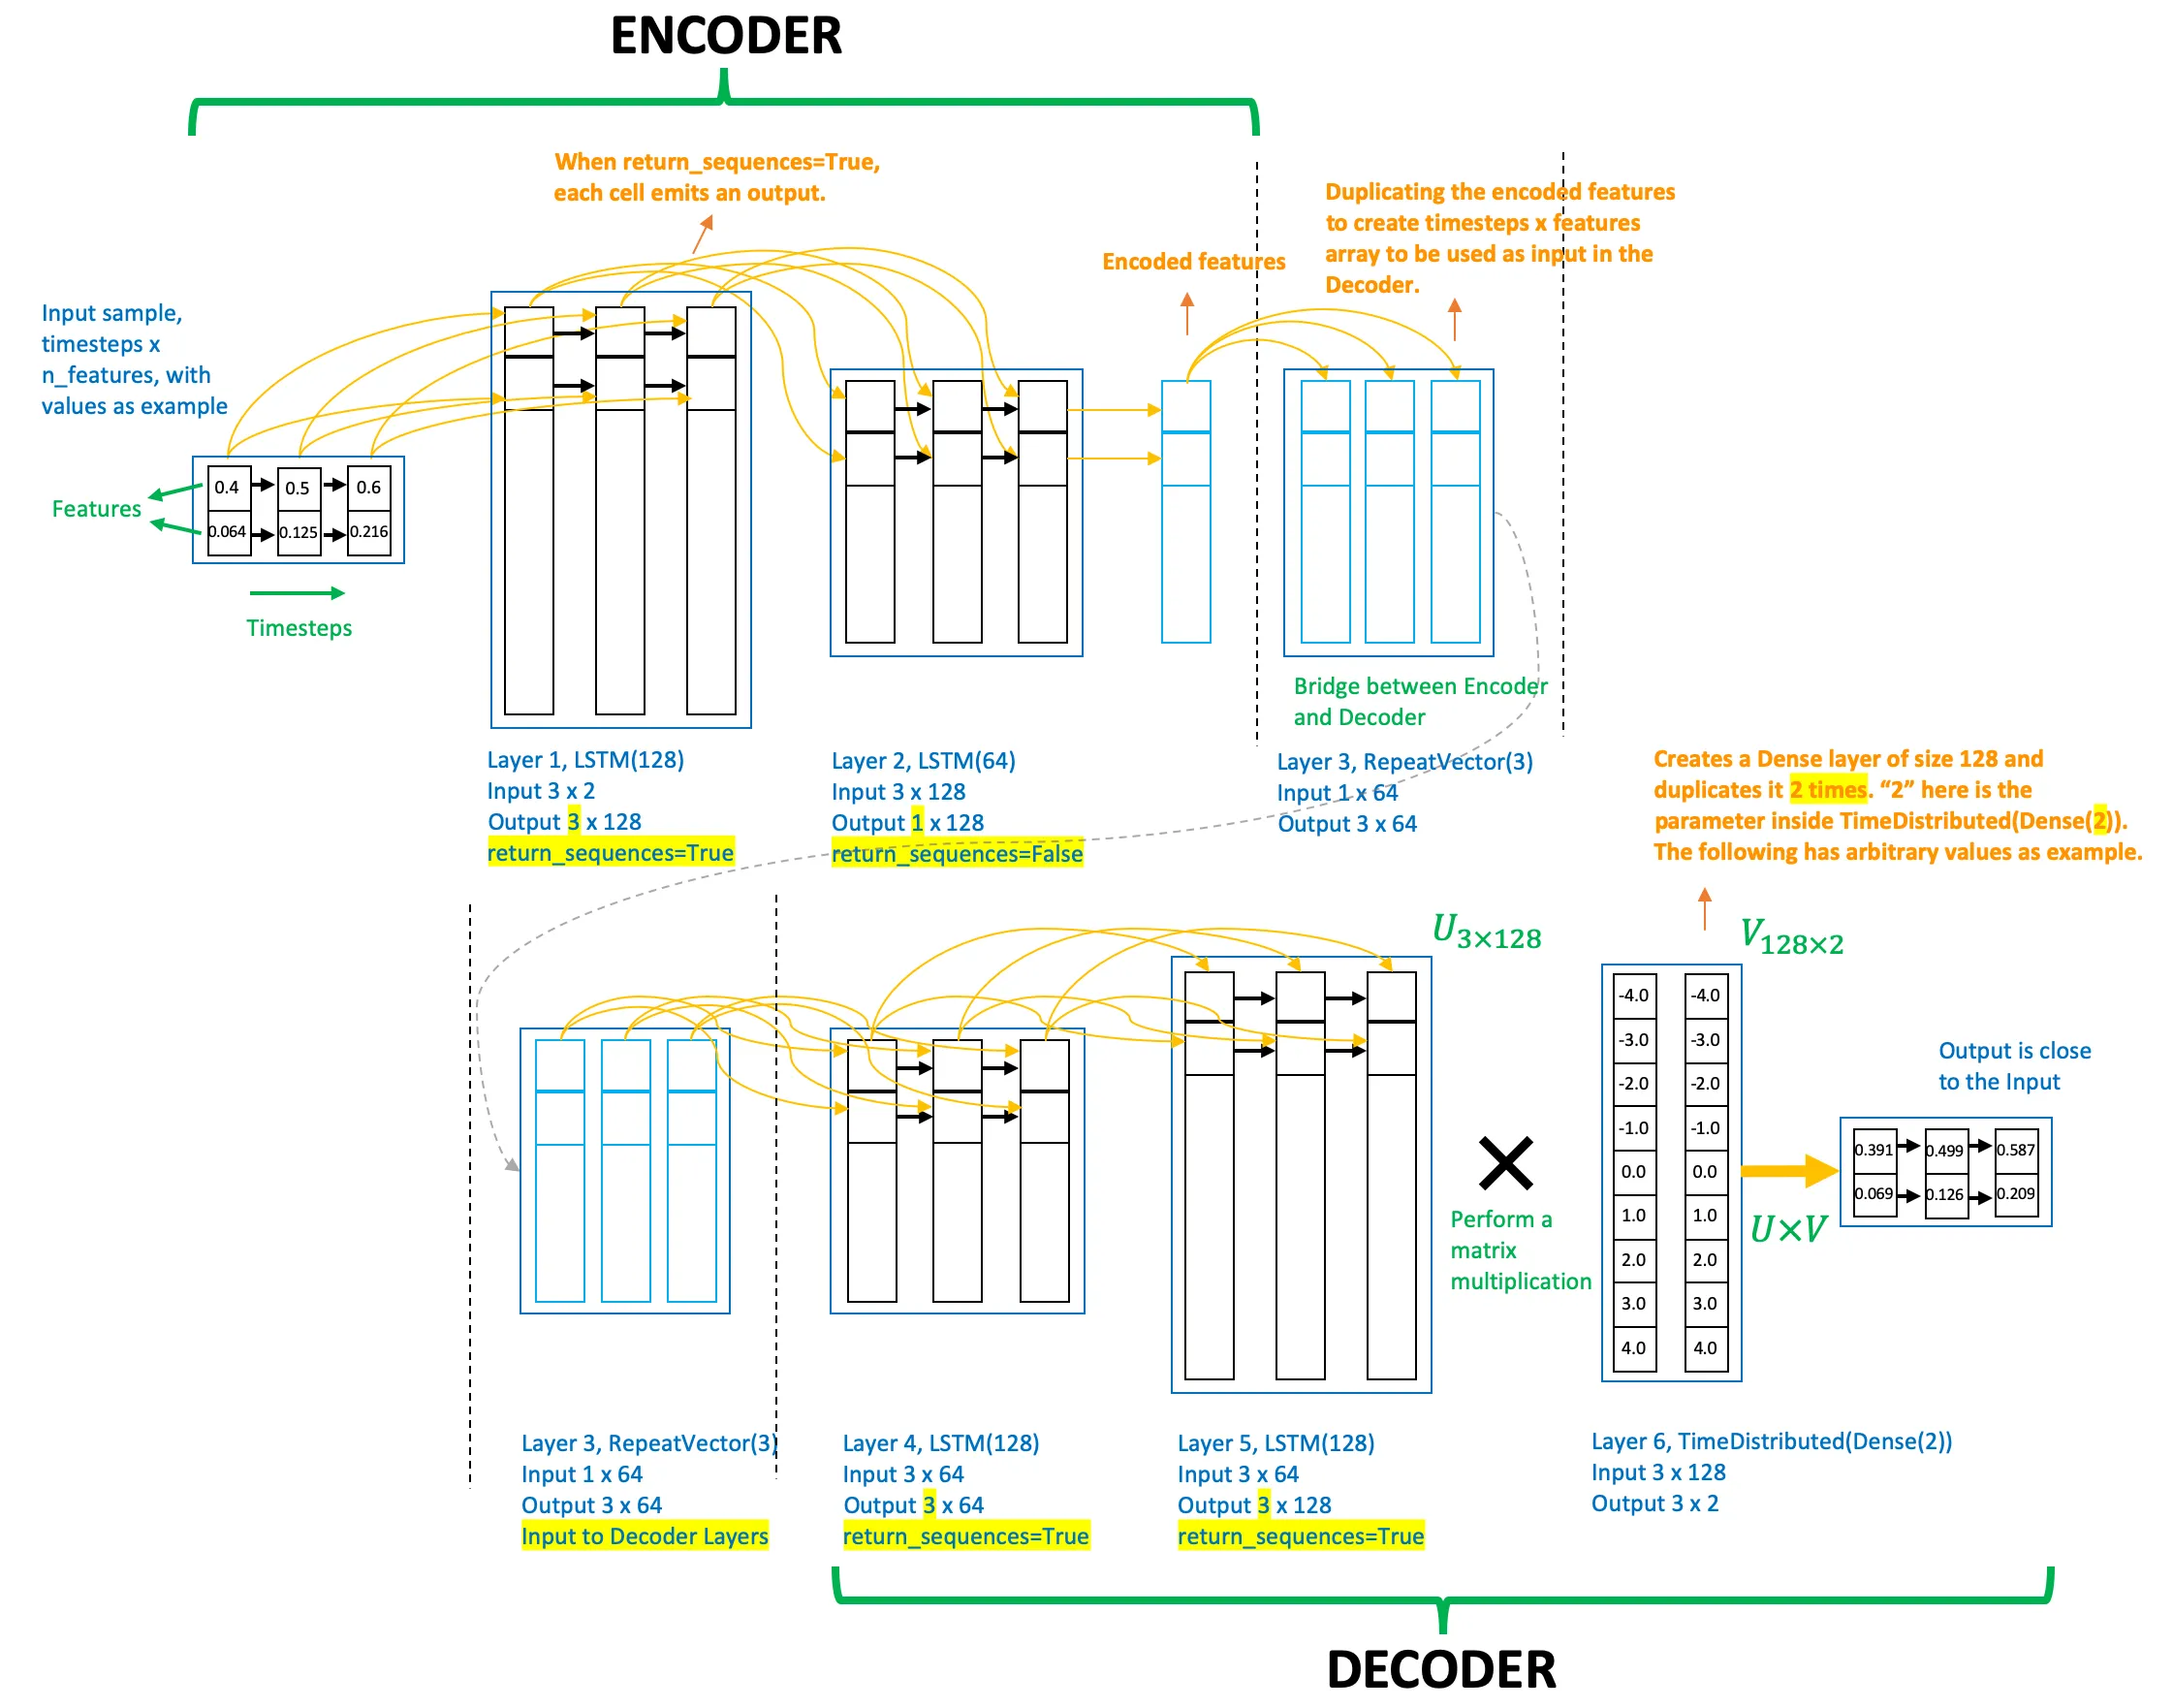 ENCODER
When return_sequences=True,
each cell emits an output.
Duplicating the encoded features
to create timesteps x features
array to be used as input in the
Decoder.
Encoded features
Input sample,
timesteps x
n_features, with
values as example
Features
0.4 0.5 0.6
0.064 0.125 0.216
Timesteps
Bridge between Encoder
and Decoder
Layer 1, LSTM(128)
Input 3 x 2
Output 3 x 128
return_sequences=True
Layer 2, LSTM(64)
Input 3 x 128
Output 1 x 128
return_sequences=False
Layer 3, RepeatVector(3)
Input 1 x 64
Output 3 x 64
Creates a Dense layer of size 128 and
duplicates it 2 times. “2” here is the
parameter inside TimeDistributed(Dense(2)).
The following has arbitrary values as example.
U3×128
V128×2
-4.0 -4.0
-3.0 -3.0
-2.0 -2.0
-1.0 -1.0
0.0 0.0
1.0 1.0
2.0 2.0
3.0 3.0
4.0 4.0
Perform a
matrix
multiplication
U×V
Output is close
to the Input
0.391 0.499 0.587
0.069 0.126 0.209
Layer 3, RepeatVector(3)
Input 1 x 64
Output 3 x 64
Input to Decoder Layers
Layer 4, LSTM(128)
Input 3 x 64
Output 3 x 64
return_sequences=True
Layer 5, LSTM(128)
Input 3 x 64
Output 3 x 128
return_sequences=True
Layer 6, TimeDistributed(Dense(2))
Input 3 x 128
Output 3 x 2
DECODER